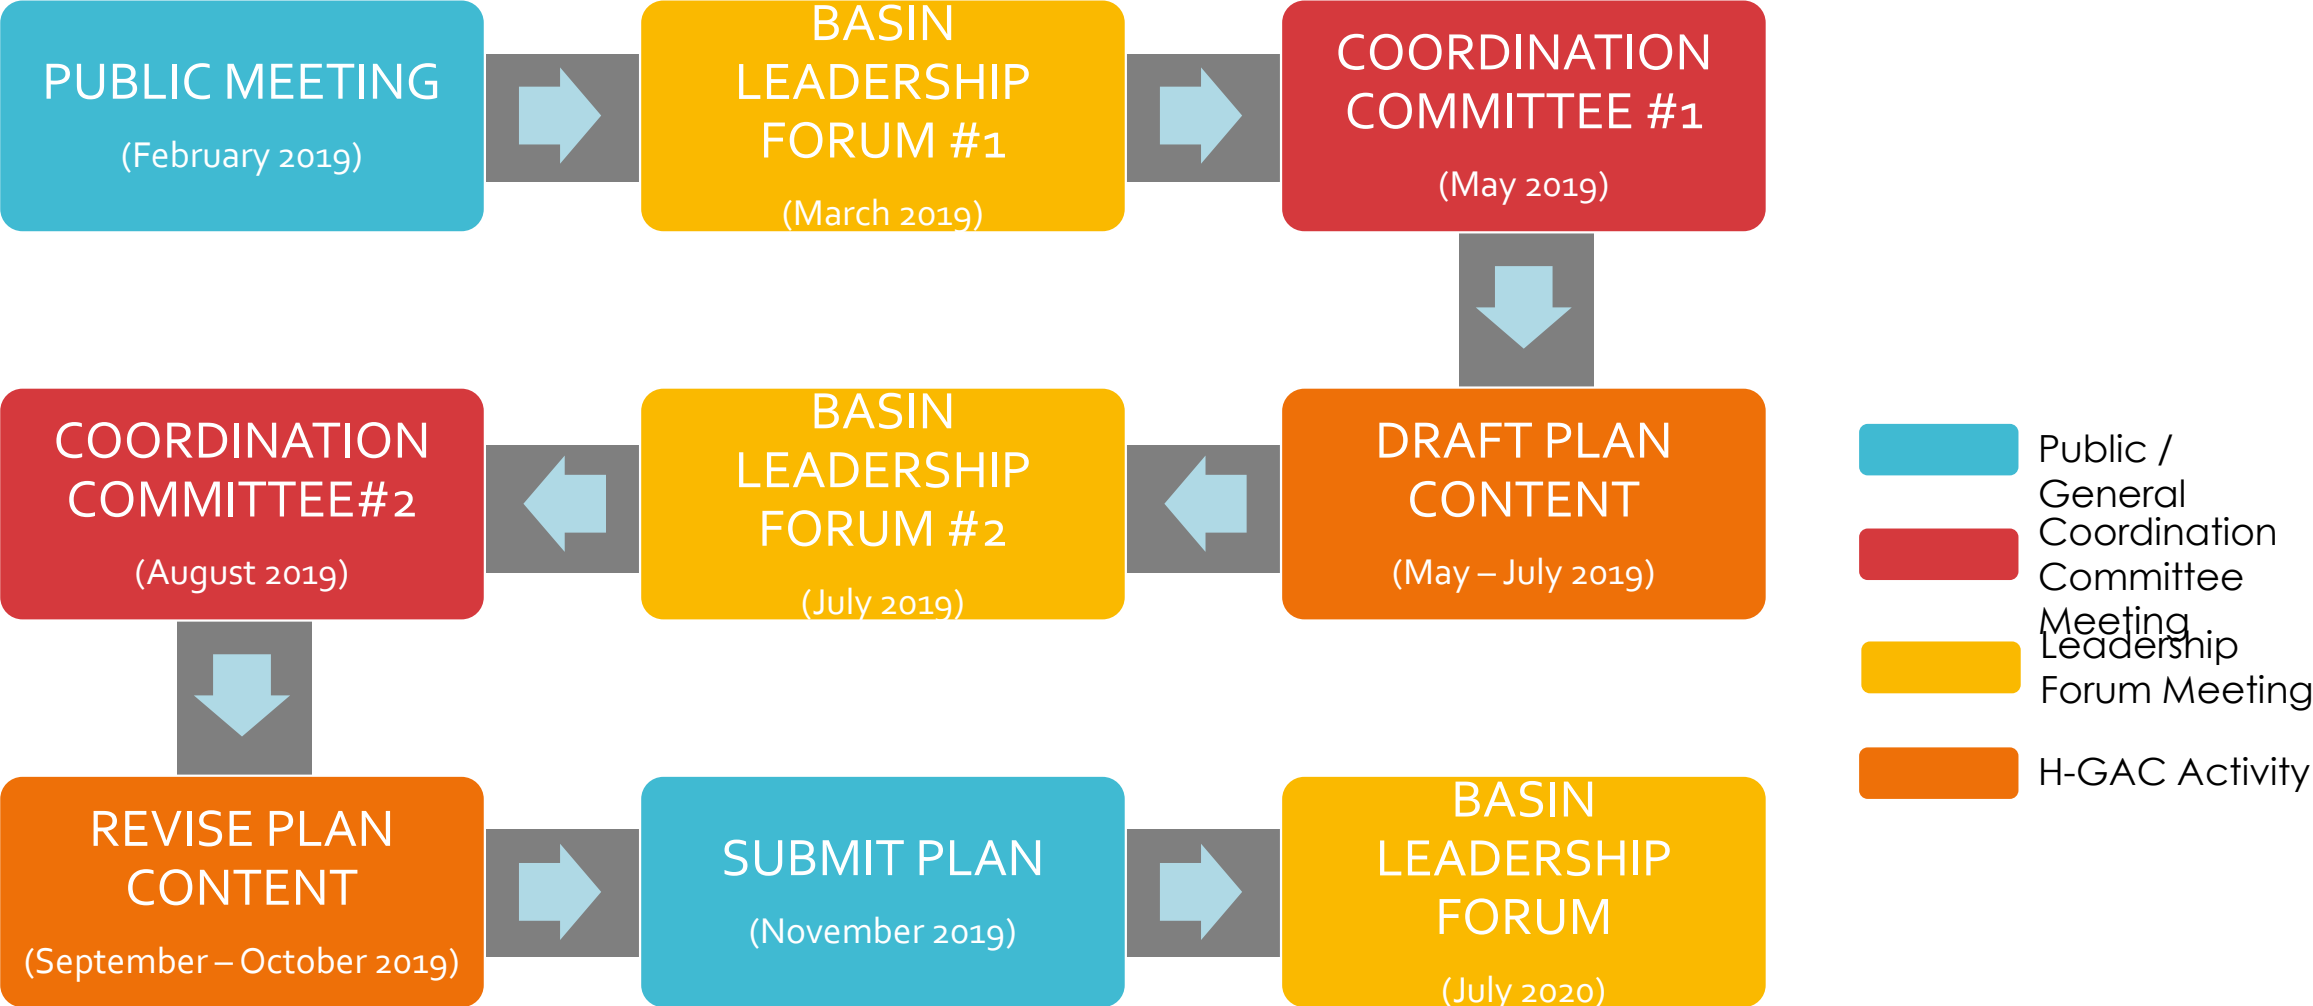 PUBLIC MEETING
(February 2019)
BASIN
LEADERSHIP
FORUM #1
(March 2019)
COORDINATION
COMMITTEE #1
(May 2019)
DRAFT PLAN
CONTENT
(May – July 2019)
BASIN
LEADERSHIP
FORUM #2
(July 2019)
COORDINATION
COMMITTEE#2
(August 2019)
REVISE PLAN
CONTENT
(September – October 2019)
SUBMIT PLAN
(November 2019)
BASIN
LEADERSHIP
FORUM
(July 2020)
Public /
General
Coordination
Committee
Meeting
Leadership
Forum Meeting
H-GAC Activity